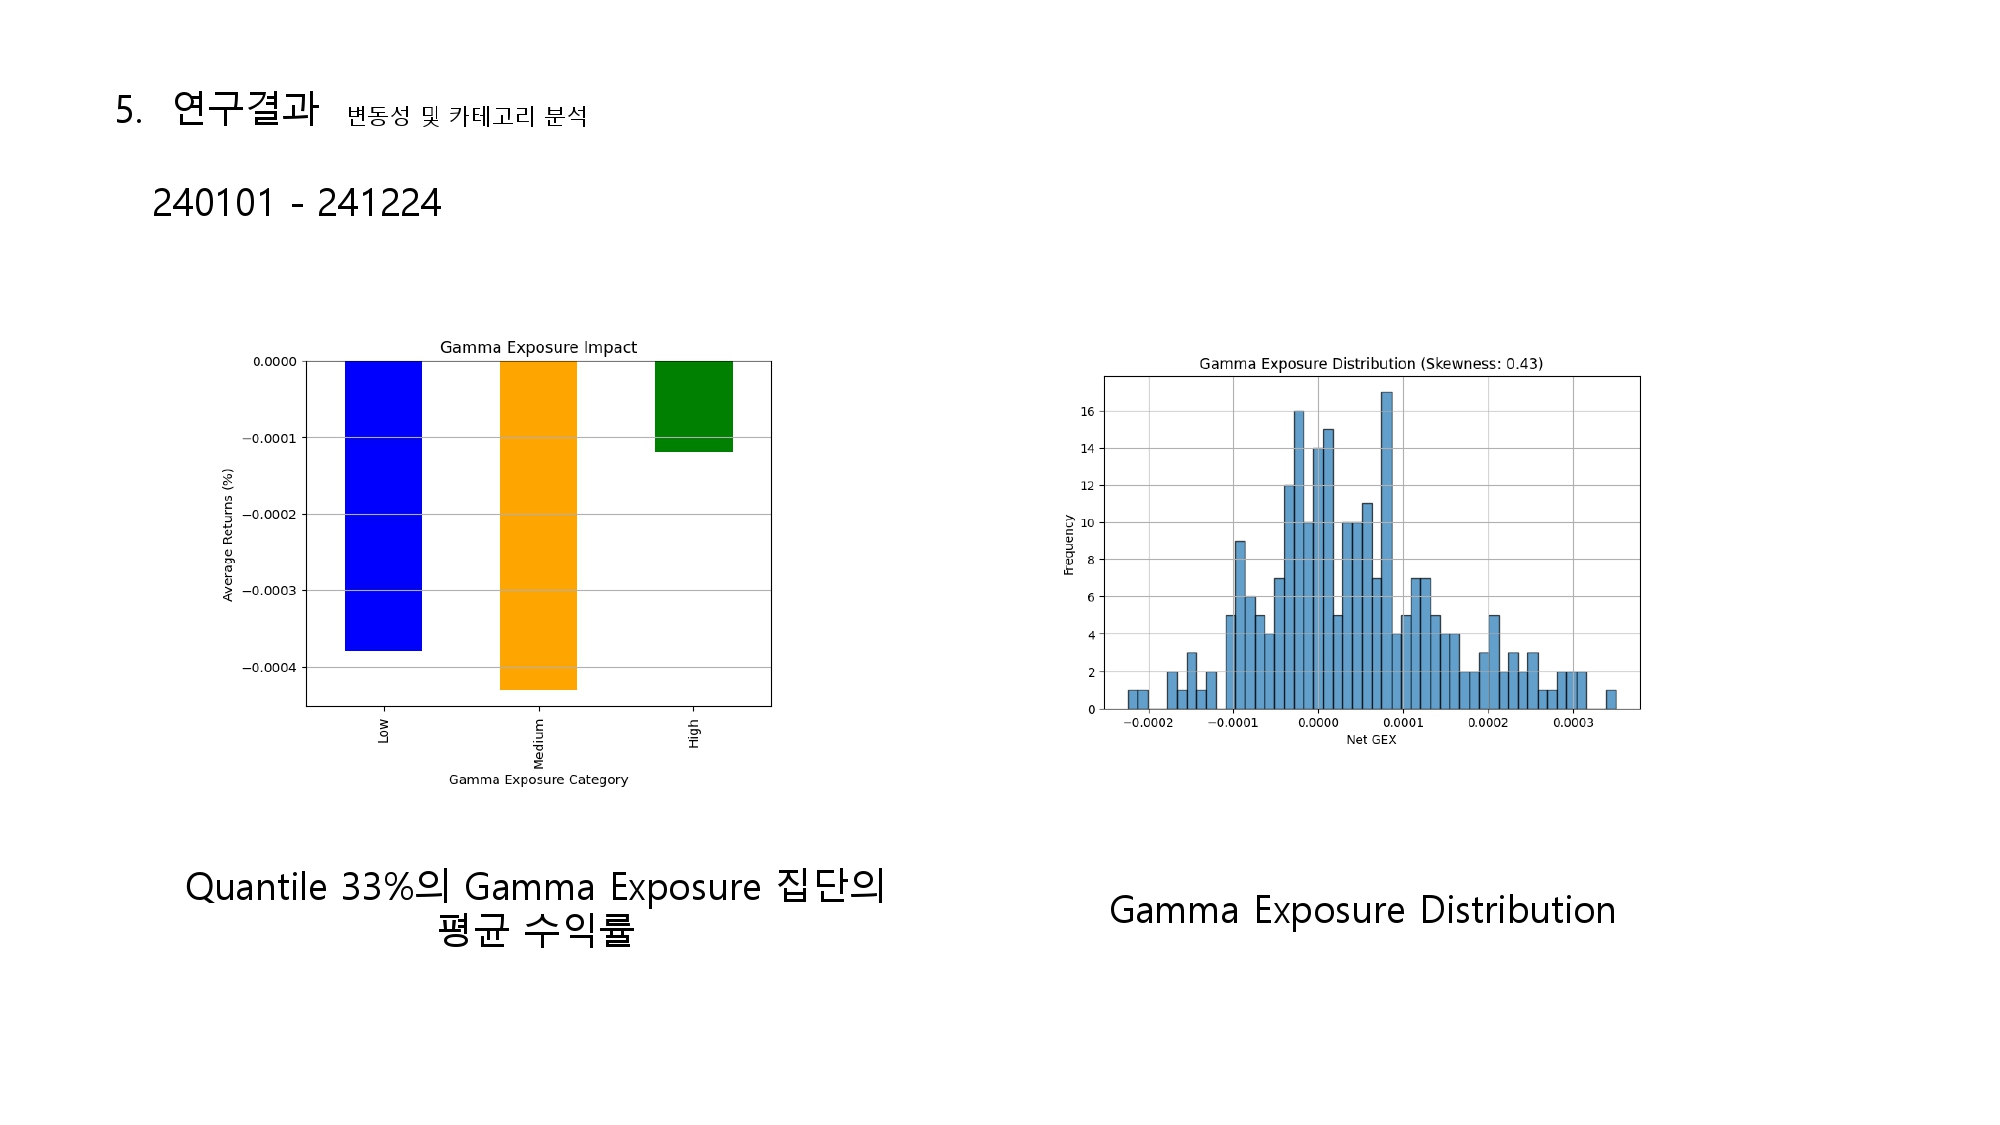 5. 연구결과 변동성 및 카테고리 분석
240101 - 241224
Gamma Exposure Impact
0.0000
−0.0001
−0.0002
−0.0003
−0.0004
Average Returns (%)
Low
Medium
High
Gamma Exposure Category
Quantile 33%의 Gamma Exposure 집단의
평균 수익률
Gamma Exposure Distribution (Skewness: 0.43)
16
14
12
10
8
6
4
2
0
Frequency
−0.0002 −0.0001 0.0000 0.0001 0.0002 0.0003
Net GEX
Gamma Exposure Distribution